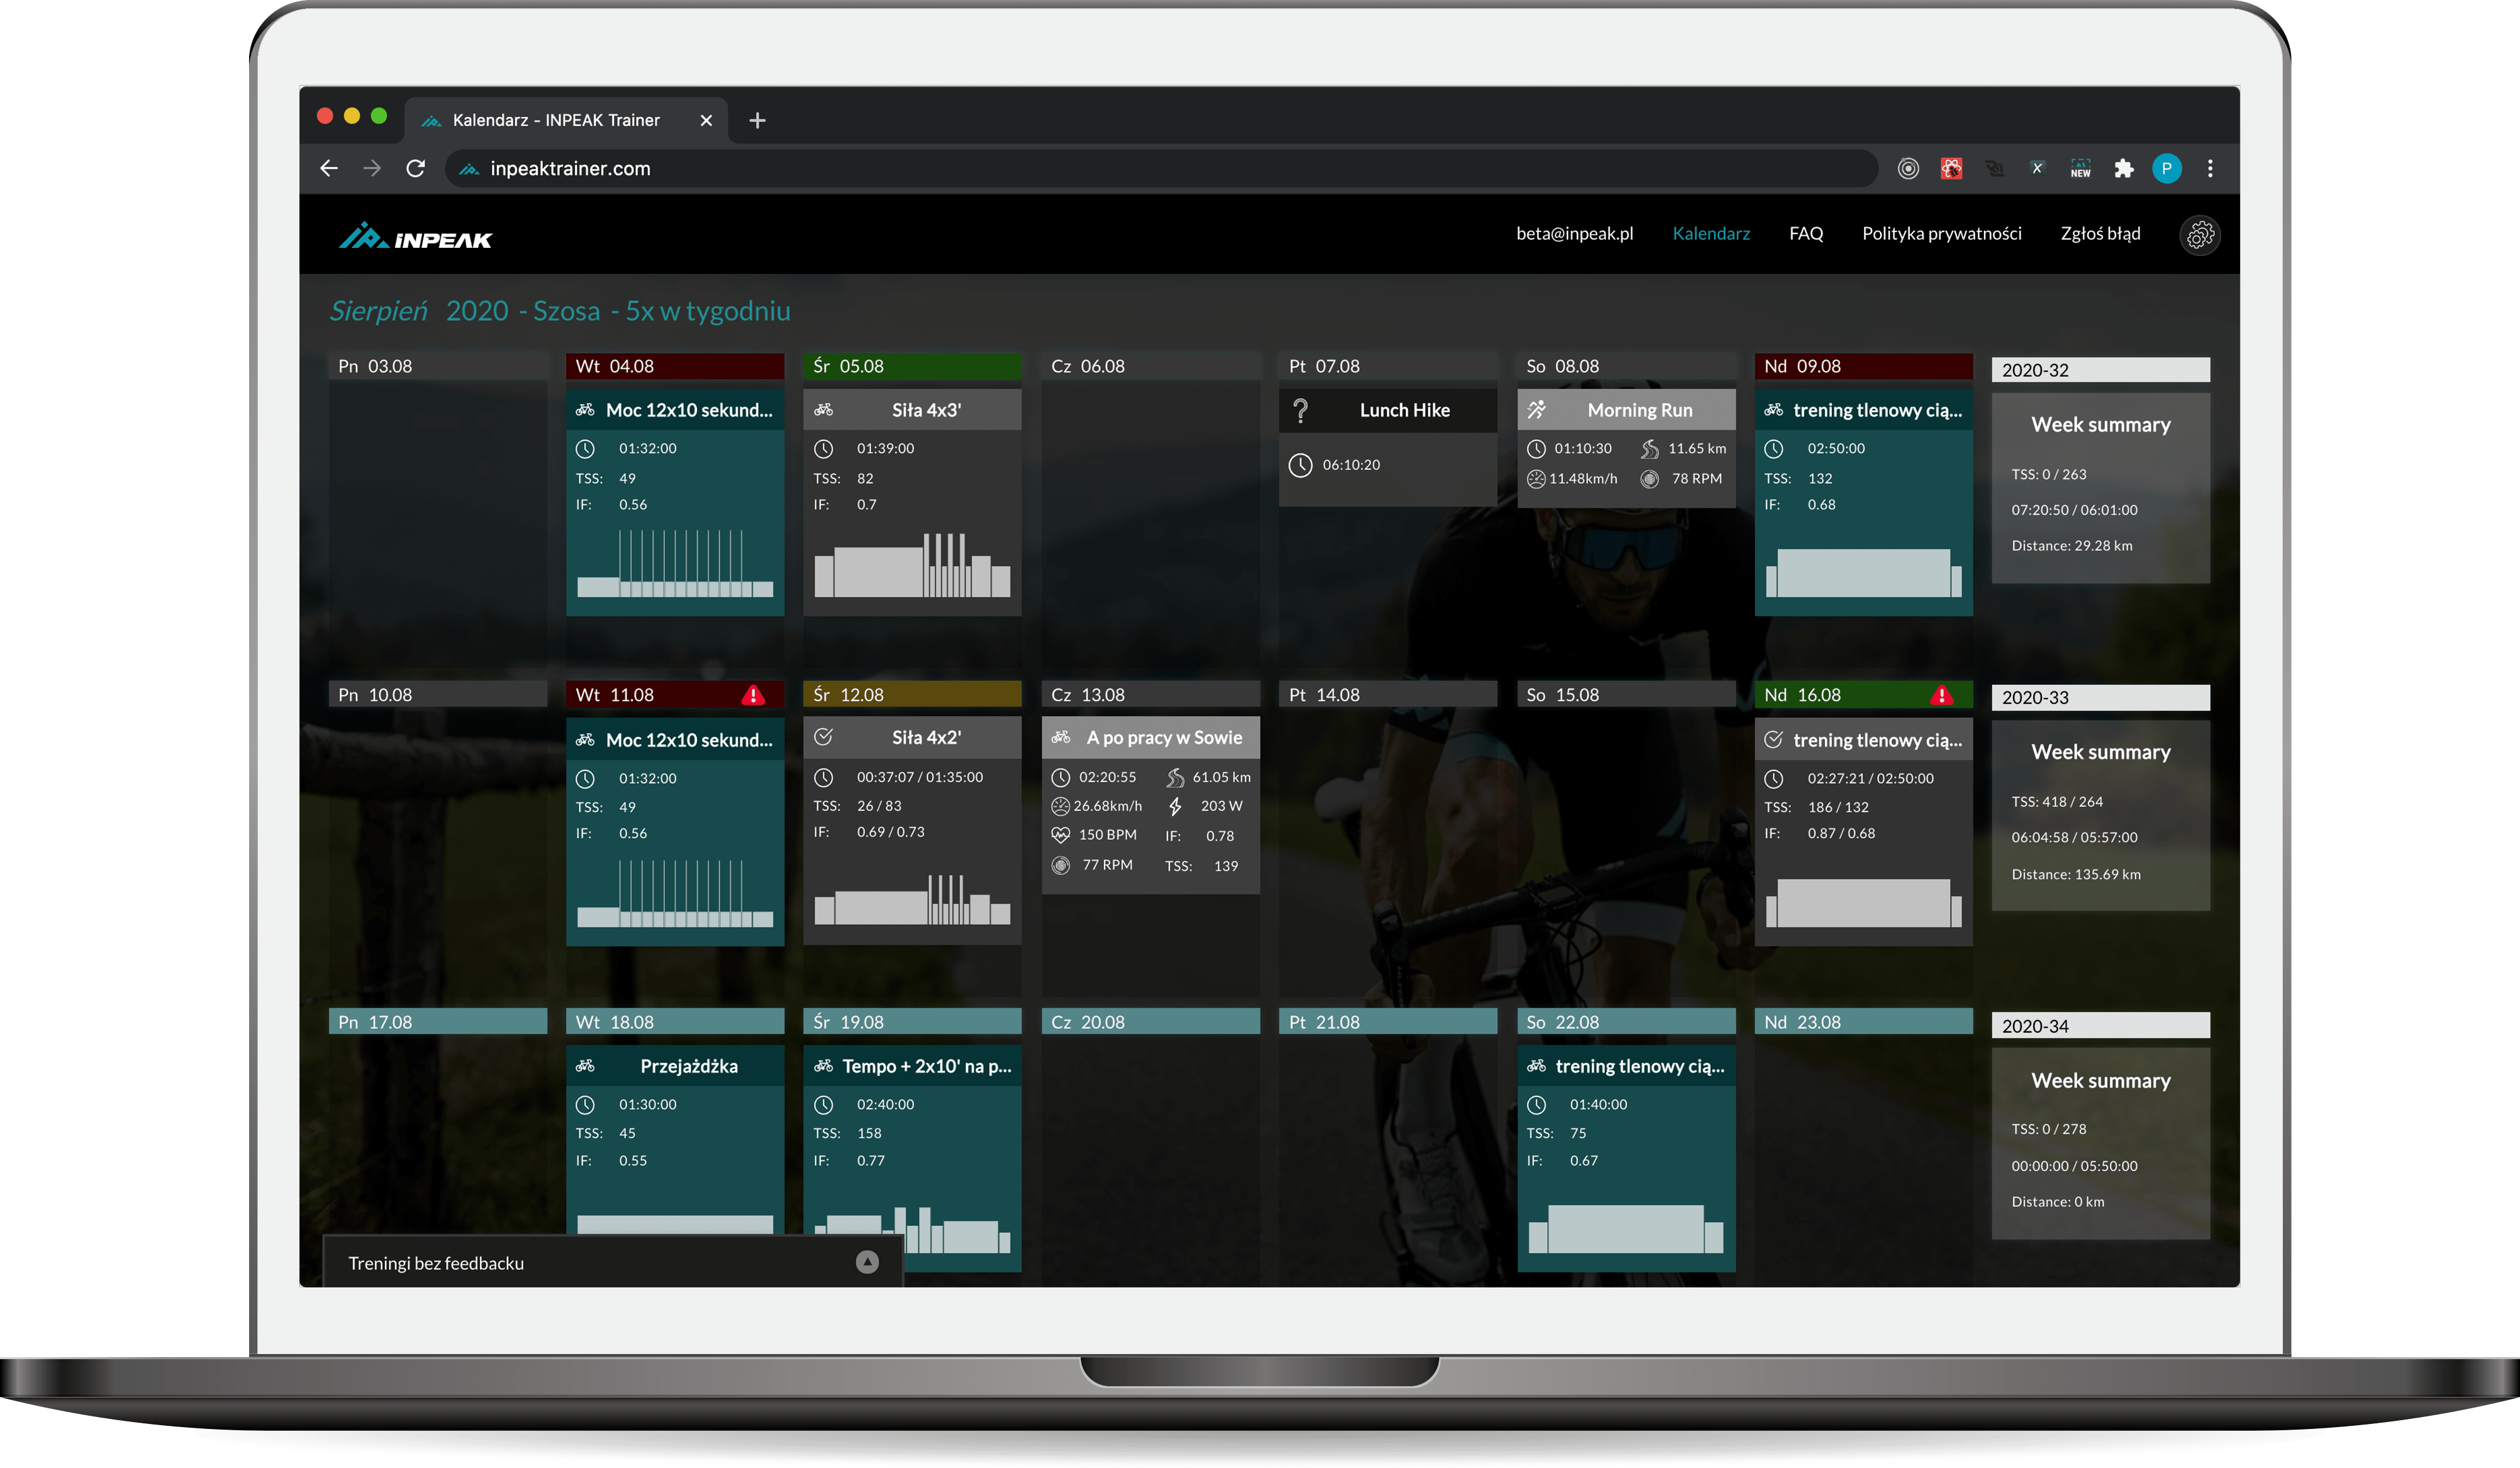 Kalendarz - INPEAK Trainer
inpeaktrainer.com
NEW
P
iNPEAK
beta@inpeak.pl Kalendarz FAQ Polityka prywatności Zgłoś błąd
Sierpień 2020 - Szosa - 5x w tygodniu
Pn 03.08
Wt 04.08
Moc 12x10 sekund...
01:32:00
TSS: 49
IF: 0.56
Śr 05.08
Siła 4x3'
01:39:00
TSS: 82
IF: 0.7
Cz 06.08
Pt 07.08
Lunch Hike
06:10:20
So 08.08
Morning Run
01:10:30 11.65 km
11.48km/h 78 RPM
Nd 09.08
trening tlenowy cią...
02:50:00
TSS: 132
IF: 0.68
2020-32
Week summary
TSS: 0 / 263
07:20:50 / 06:01:00
Distance: 29.28 km
Pn 10.08
Wt 11.08
Moc 12x10 sekund...
01:32:00
TSS: 49
IF: 0.56
Śr 12.08
Siła 4x2'
00:37:07 / 01:35:00
TSS: 26 / 83
IF: 0.69 / 0.73
Cz 13.08
A po pracy w Sowie
02:20:55 61.05 km
26.68km/h 203 W
150 BPM IF: 0.78
77 RPM TSS: 139
Pt 14.08
So 15.08
Nd 16.08
trening tlenowy cią...
02:27:21 / 02:50:00
TSS: 186 / 132
IF: 0.87 / 0.68
2020-33
Week summary
TSS: 418 / 264
06:04:58 / 05:57:00
Distance: 135.69 km
Pn 17.08
Wt 18.08
Przejażdżka
01:30:00
TSS: 45
IF: 0.55
Śr 19.08
Tempo + 2x10' na p...
02:40:00
TSS: 158
IF: 0.77
Cz 20.08
Pt 21.08
So 22.08
trening tlenowy cią...
01:40:00
TSS: 75
IF: 0.67
Nd 23.08
2020-34
Week summary
TSS: 0 / 278
00:00:00 / 05:50:00
Distance: 0 km
Treningi bez feedbacku